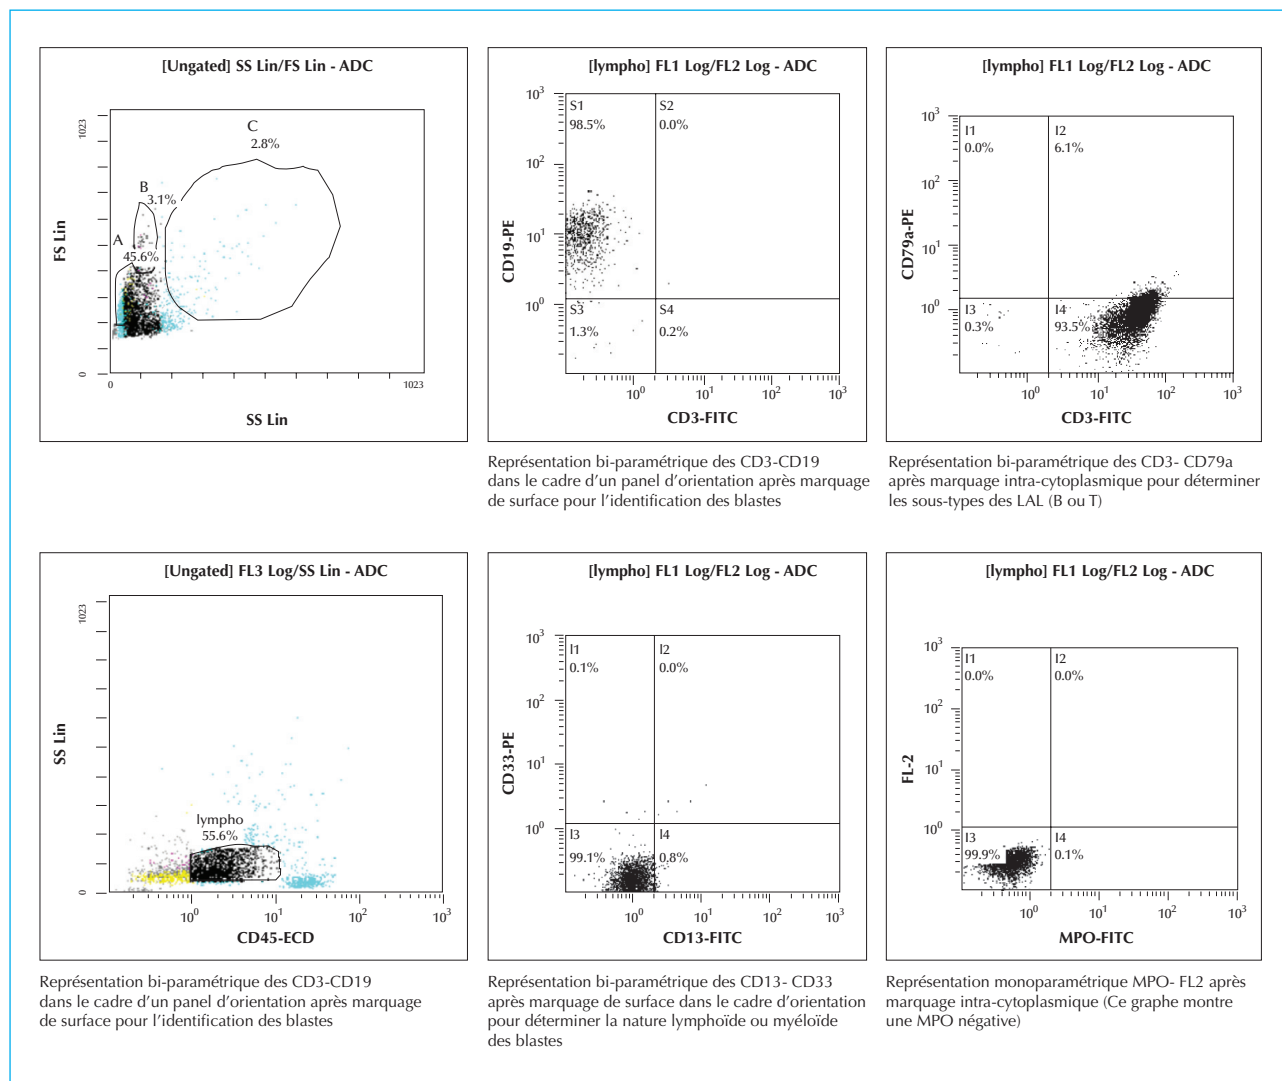 [Ungated] SS Lin/FS Lin - ADC
1023
FS Lin
0
A
45.6%
B
3.1%
C
2.8%
0
1023
SS Lin
[lympho] FL1 Log/FL2 Log - ADC
10³
10²
10¹
10⁰
CD19-PE
S1
98.5%
S2
0.0%
S3
1.3%
S4
0.2%
10⁰
10¹
10²
10³
CD3-FITC
Représentation bi-paramétrique des CD3-CD19
dans le cadre d’un panel d’orientation après marquage
de surface pour l’identification des blastes
[lympho] FL1 Log/FL2 Log - ADC
10³
10²
10¹
10⁰
CD79a-PE
I1
0.0%
I2
6.1%
I3
0.3%
I4
93.5%
10⁰
10¹
10²
10³
CD3-FITC
Représentation bi-paramétrique des CD3- CD79a
après marquage intra-cytoplasmique pour déterminer
les sous-types des LAL (B ou T)
[Ungated] FL3 Log/SS Lin - ADC
1023
SS Lin
0
lympho
55.6%
10⁰
10¹
10²
10³
CD45-ECD
Représentation bi-paramétrique des CD3-CD19
dans le cadre d’un panel d’orientation après marquage
de surface pour l’identification des blastes
[lympho] FL1 Log/FL2 Log - ADC
10³
10²
10¹
10⁰
CD33-PE
I1
0.1%
I2
0.0%
I3
99.1%
I4
0.8%
10⁰
10¹
10²
10³
CD13-FITC
Représentation bi-paramétrique des CD13- CD33
après marquage de surface dans le cadre d’orientation
pour déterminer la nature lymphoïde ou myéloïde
des blastes
[lympho] FL1 Log/FL2 Log - ADC
10³
10²
10¹
10⁰
FL-2
I1
0.0%
I2
0.0%
I3
99.9%
I4
0.1%
10⁰
10¹
10²
10³
MPO-FITC
Représentation monoparamétrique MPO- FL2 après
marquage intra-cytoplasmique (Ce graphe montre
une MPO négative)